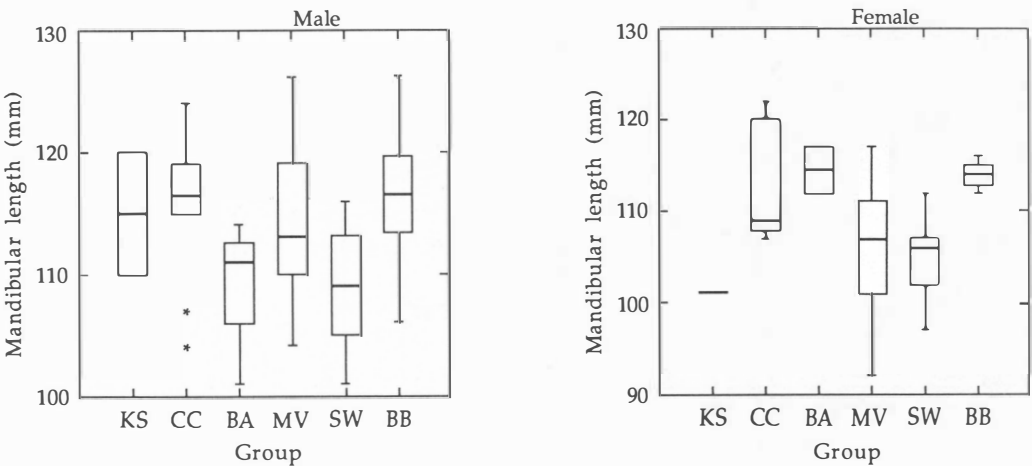 Male
130
120
110
100
Mandibular length (mm)
KS CC BA MV SW BB
Group
Female
130
120
110
100
90
Mandibular length (mm)
KS CC BA MV SW BB
Group